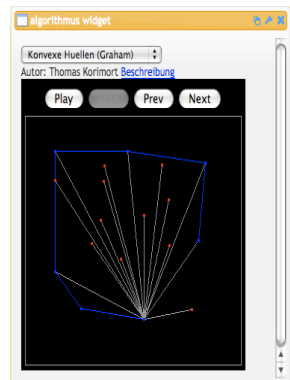 algorithmus widget
Konvexe Huellen (Graham)
Autor: Thomas Korimort Beschreibung
Play
Prev
Next